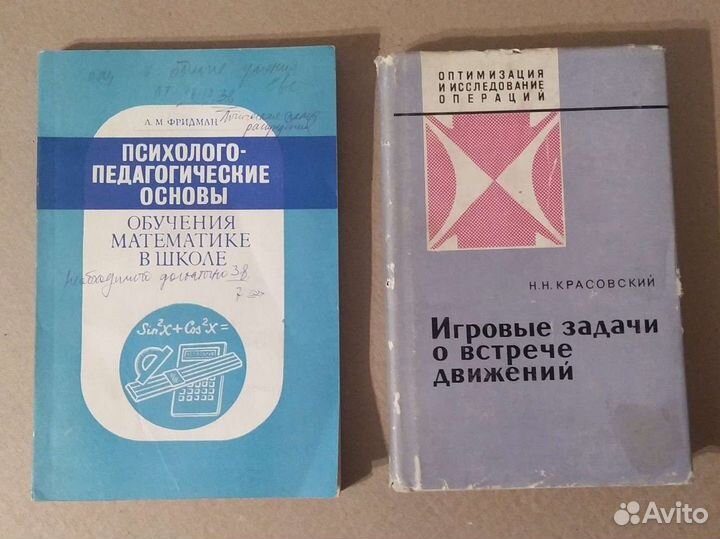 А. М. ФРИДМАН
ПСИХОЛОГО-
ПЕДАГОГИЧЕСКИЕ
ОСНОВЫ
ОБУЧЕНИЯ
МАТЕМАТИКЕ
В ШКОЛЕ
Sin²x+Cos²x=
ОПТИМИЗАЦИЯ
И ИССЛЕДОВАНИЕ
ОПЕРАЦИЙ
Н.Н. КРАСОВСКИЙ
Игровые задачи
о встрече
движений
Avito